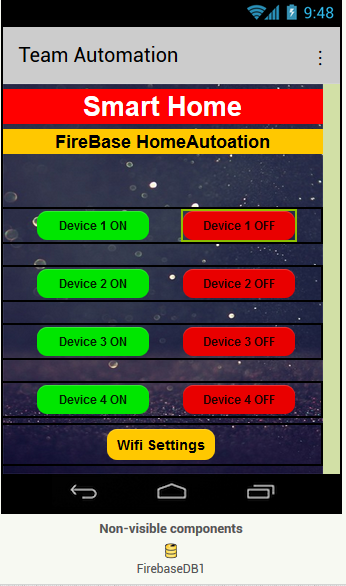 9:48
Team Automation
Smart Home
FireBase HomeAutoation
Device 1 ON Device 1 OFF
Device 2 ON Device 2 OFF
Device 3 ON Device 3 OFF
Device 4 ON Device 4 OFF
Wifi Settings
Non-visible components
FirebaseDB1